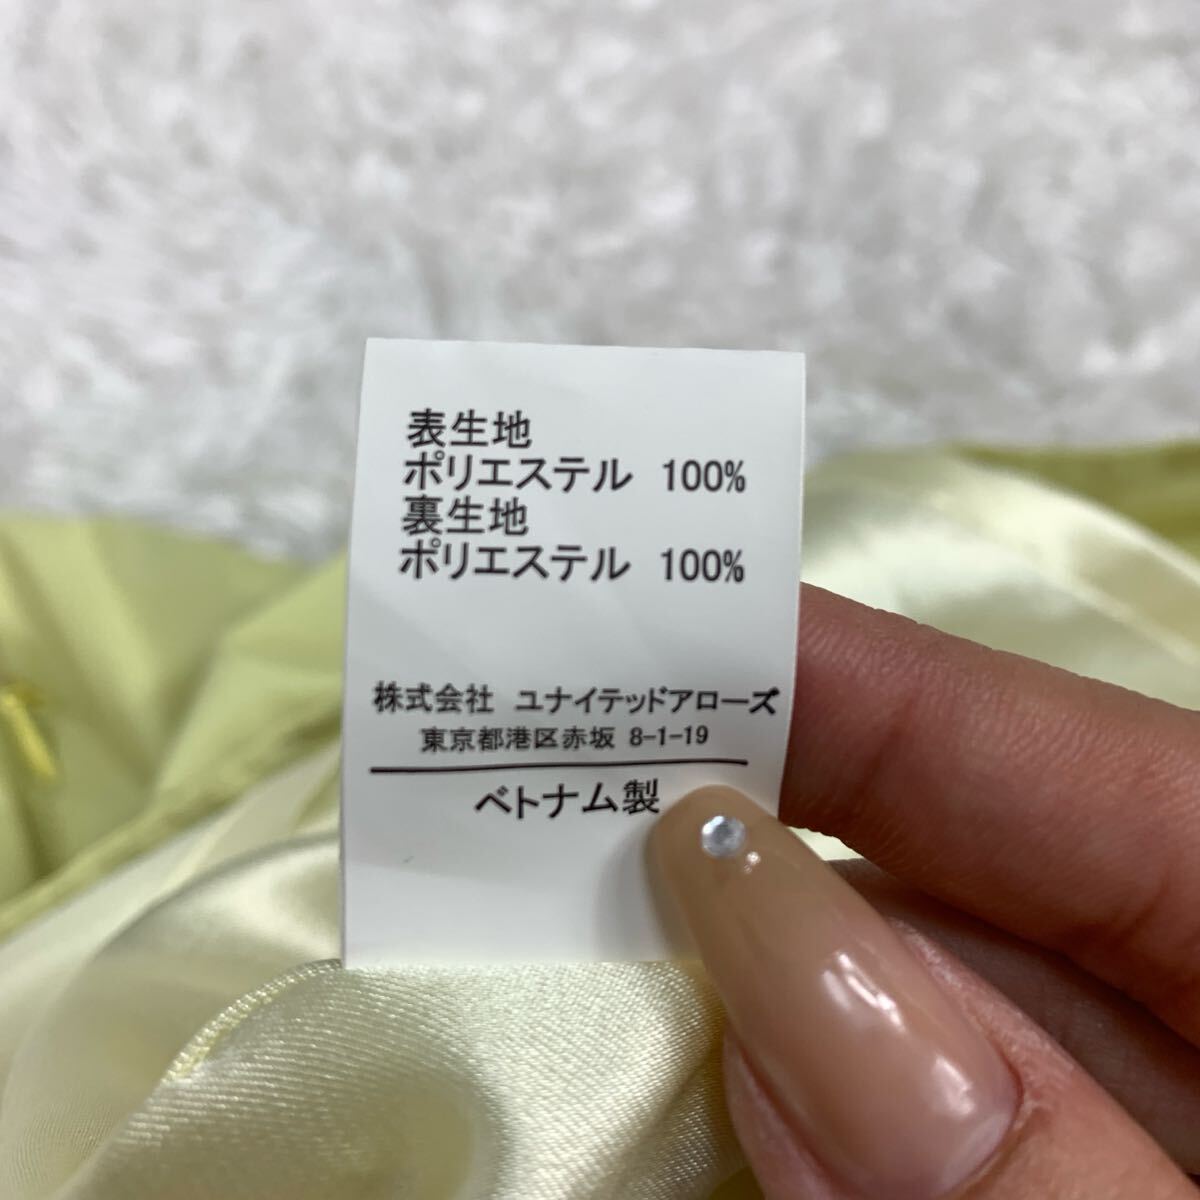 表生地
ポリエステル 100%
裏生地
ポリエステル 100%
株式会社 ユナイテッドアローズ
東京都港区赤坂 8-1-19
ベトナム製